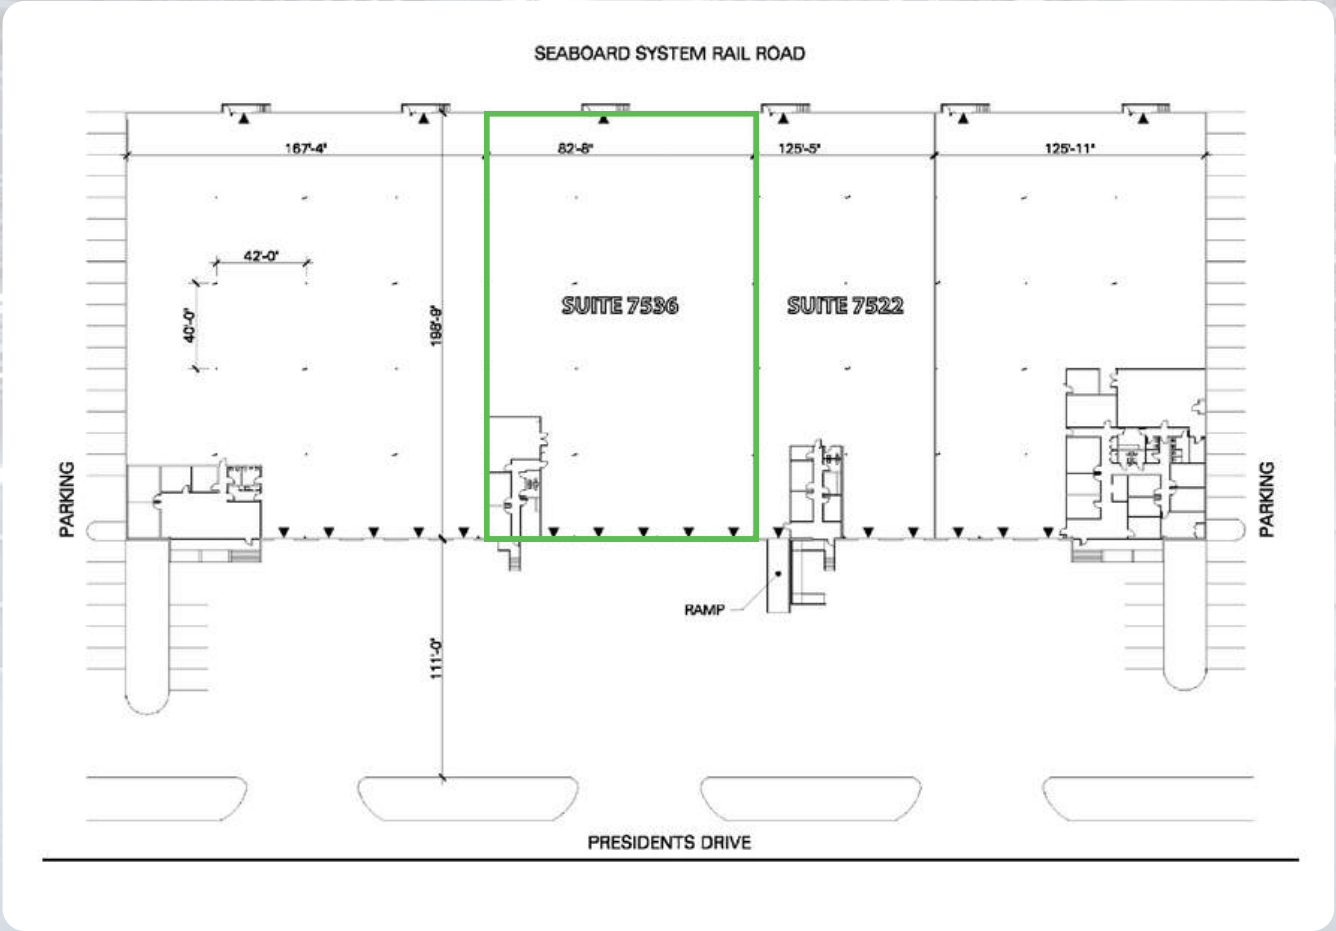 SEABOARD SYSTEM RAIL ROAD
167'-4"
82'-8"
125'-5"
125'-11"
42'-0"
40'-0"
198'-9"
SUITE 7536
SUITE 7522
PARKING
PARKING
RAMP
111'-0"
PRESIDENTS DRIVE